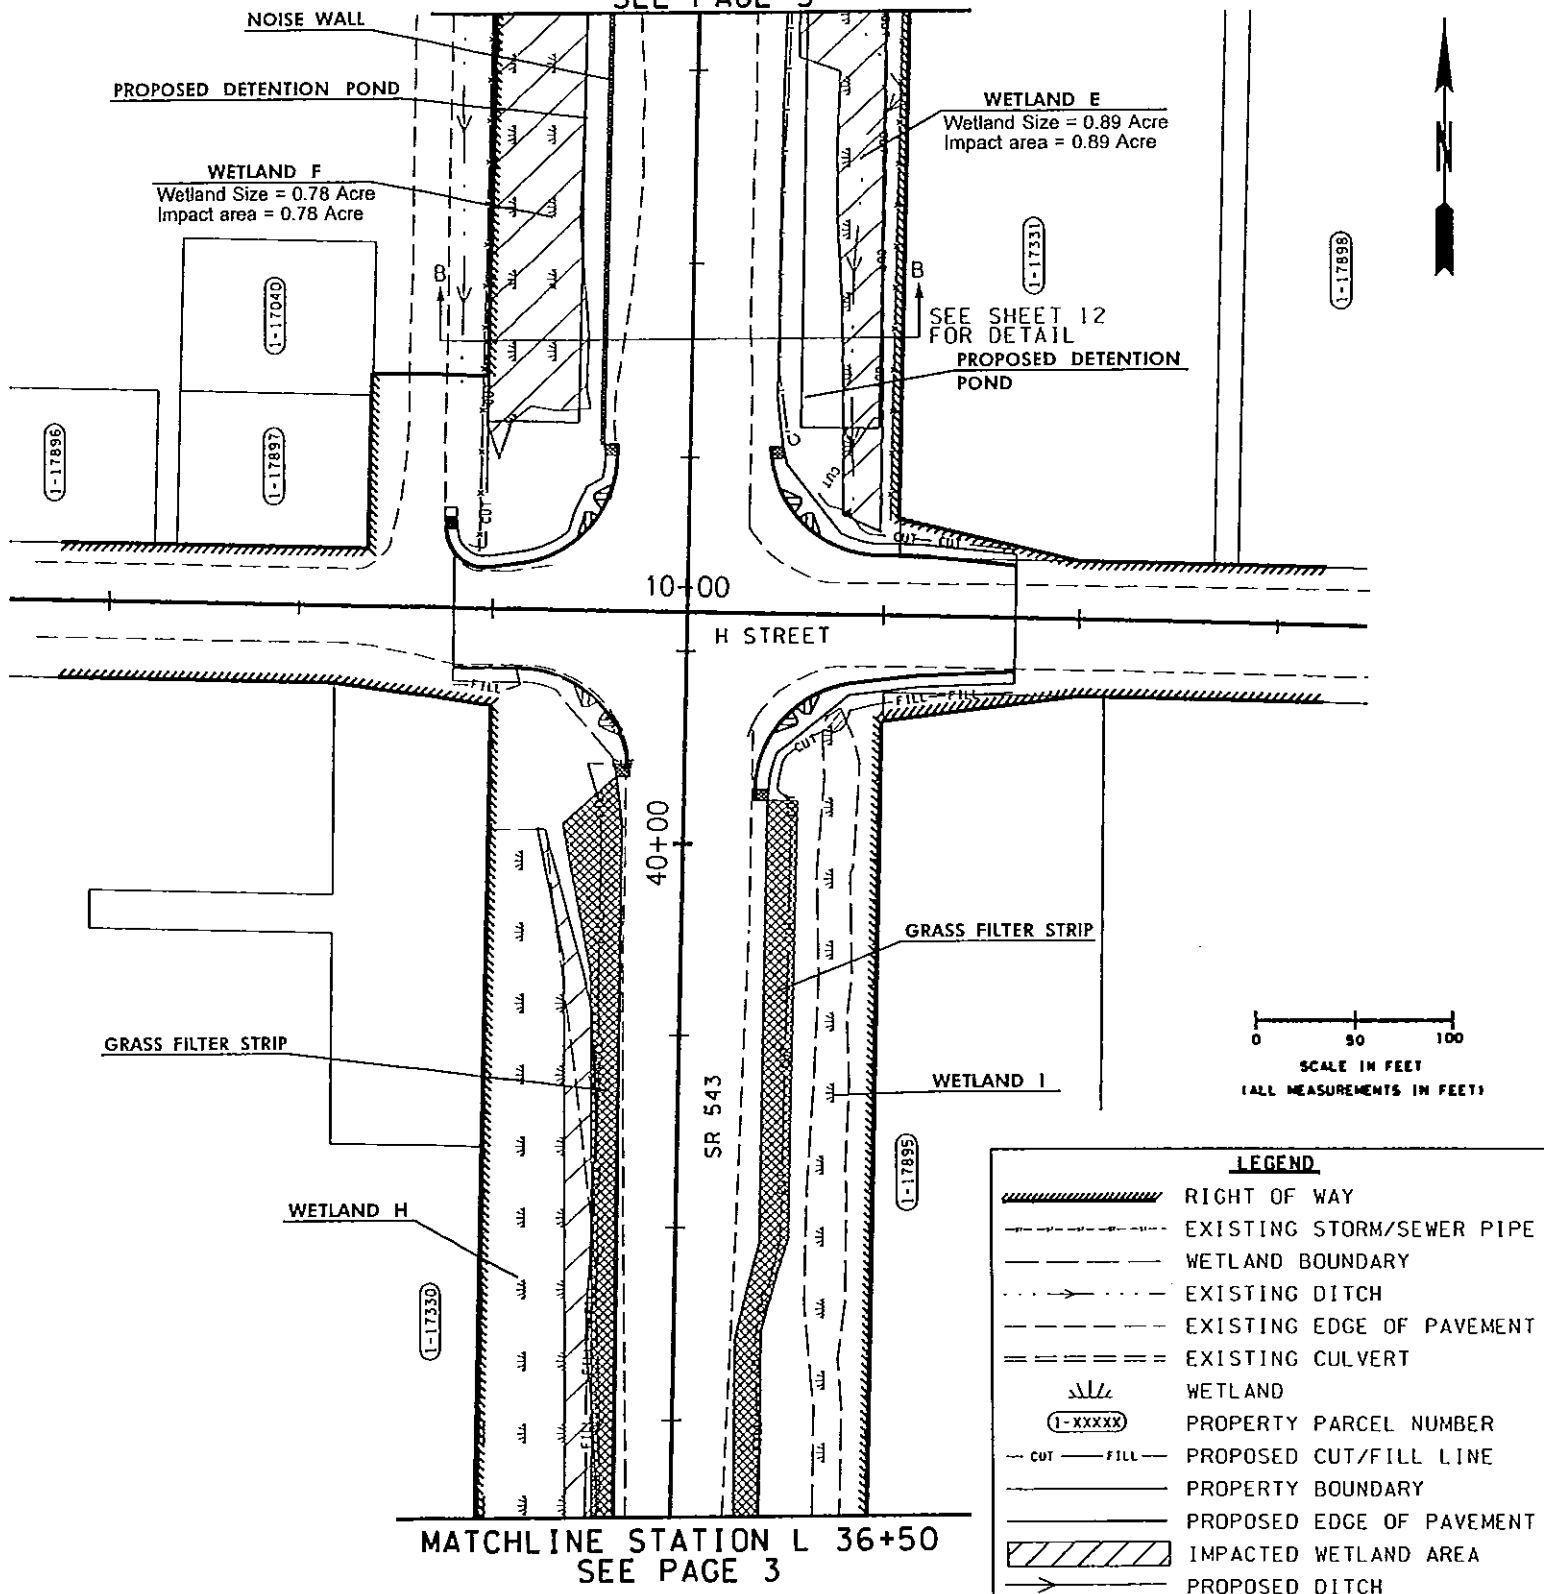 NOISE WALL
PROPOSED DETENTION POND
WETLAND F
Wetland Size = 0.78 Acre
Impact area = 0.78 Acre
WETLAND E
Wetland Size = 0.89 Acre
Impact area = 0.89 Acre
N
1-17331
1-17898
1-17040
B
B
SEE SHEET 12
FOR DETAIL
PROPOSED DETENTION
POND
1-17896
1-17897
CUT
CUT
CUT
CUT
10+00
H STREET
FILL
FILL
FILL
CUT
40+00
GRASS FILTER STRIP
GRASS FILTER STRIP
SR 543
WETLAND I
1-17895
WETLAND H
1-17330
FILL
FILL
0 50 100
SCALE IN FEET
(ALL MEASUREMENTS IN FEET)
MATCHLINE STATION L 36+50
SEE PAGE 3
LEGEND
RIGHT OF WAY
EXISTING STORM/SEWER PIPE
WETLAND BOUNDARY
EXISTING DITCH
EXISTING EDGE OF PAVEMENT
EXISTING CULVERT
WETLAND
1-XXXXX PROPERTY PARCEL NUMBER
CUT FILL PROPOSED CUT/FILL LINE
PROPERTY BOUNDARY
PROPOSED EDGE OF PAVEMENT
IMPACTED WETLAND AREA
PROPOSED DITCH